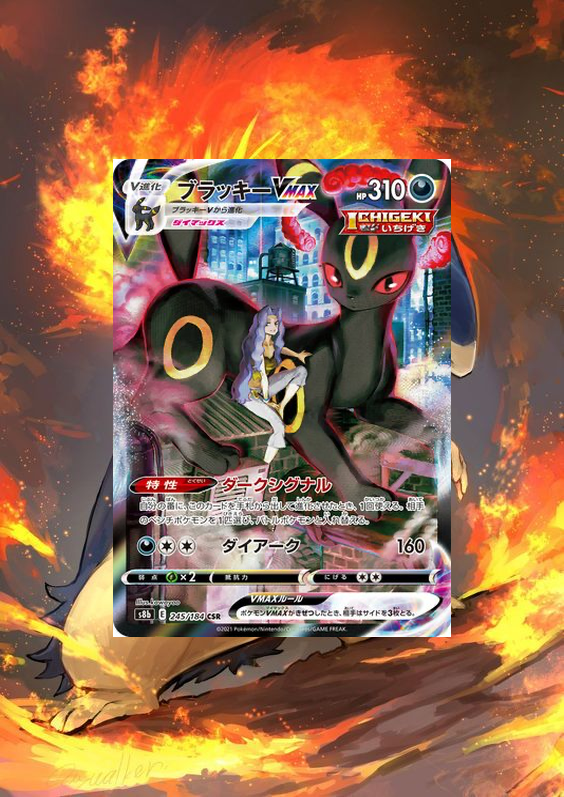 V進化
ブラッキーVMAX
HP 310
ブラッキーVから進化
ダイマックス
ICHIGEKI
いちげき
特性
とくせい
ダークシグナル
自分の番に、このカードを手札から出して進化させたとき、1回使える。相手
のベンチポケモンを1匹選び、バトルポケモンと入れ替える。
ダイアーク 160
弱点 ×2 抵抗力 にげる
VMAXルール
ポケモンVMAXがきぜつしたとき、相手はサイドを3枚とる。
s8b E 245/184 CSR
©2021 Pokémon/Nintendo/Creatures/GAME FREAK.